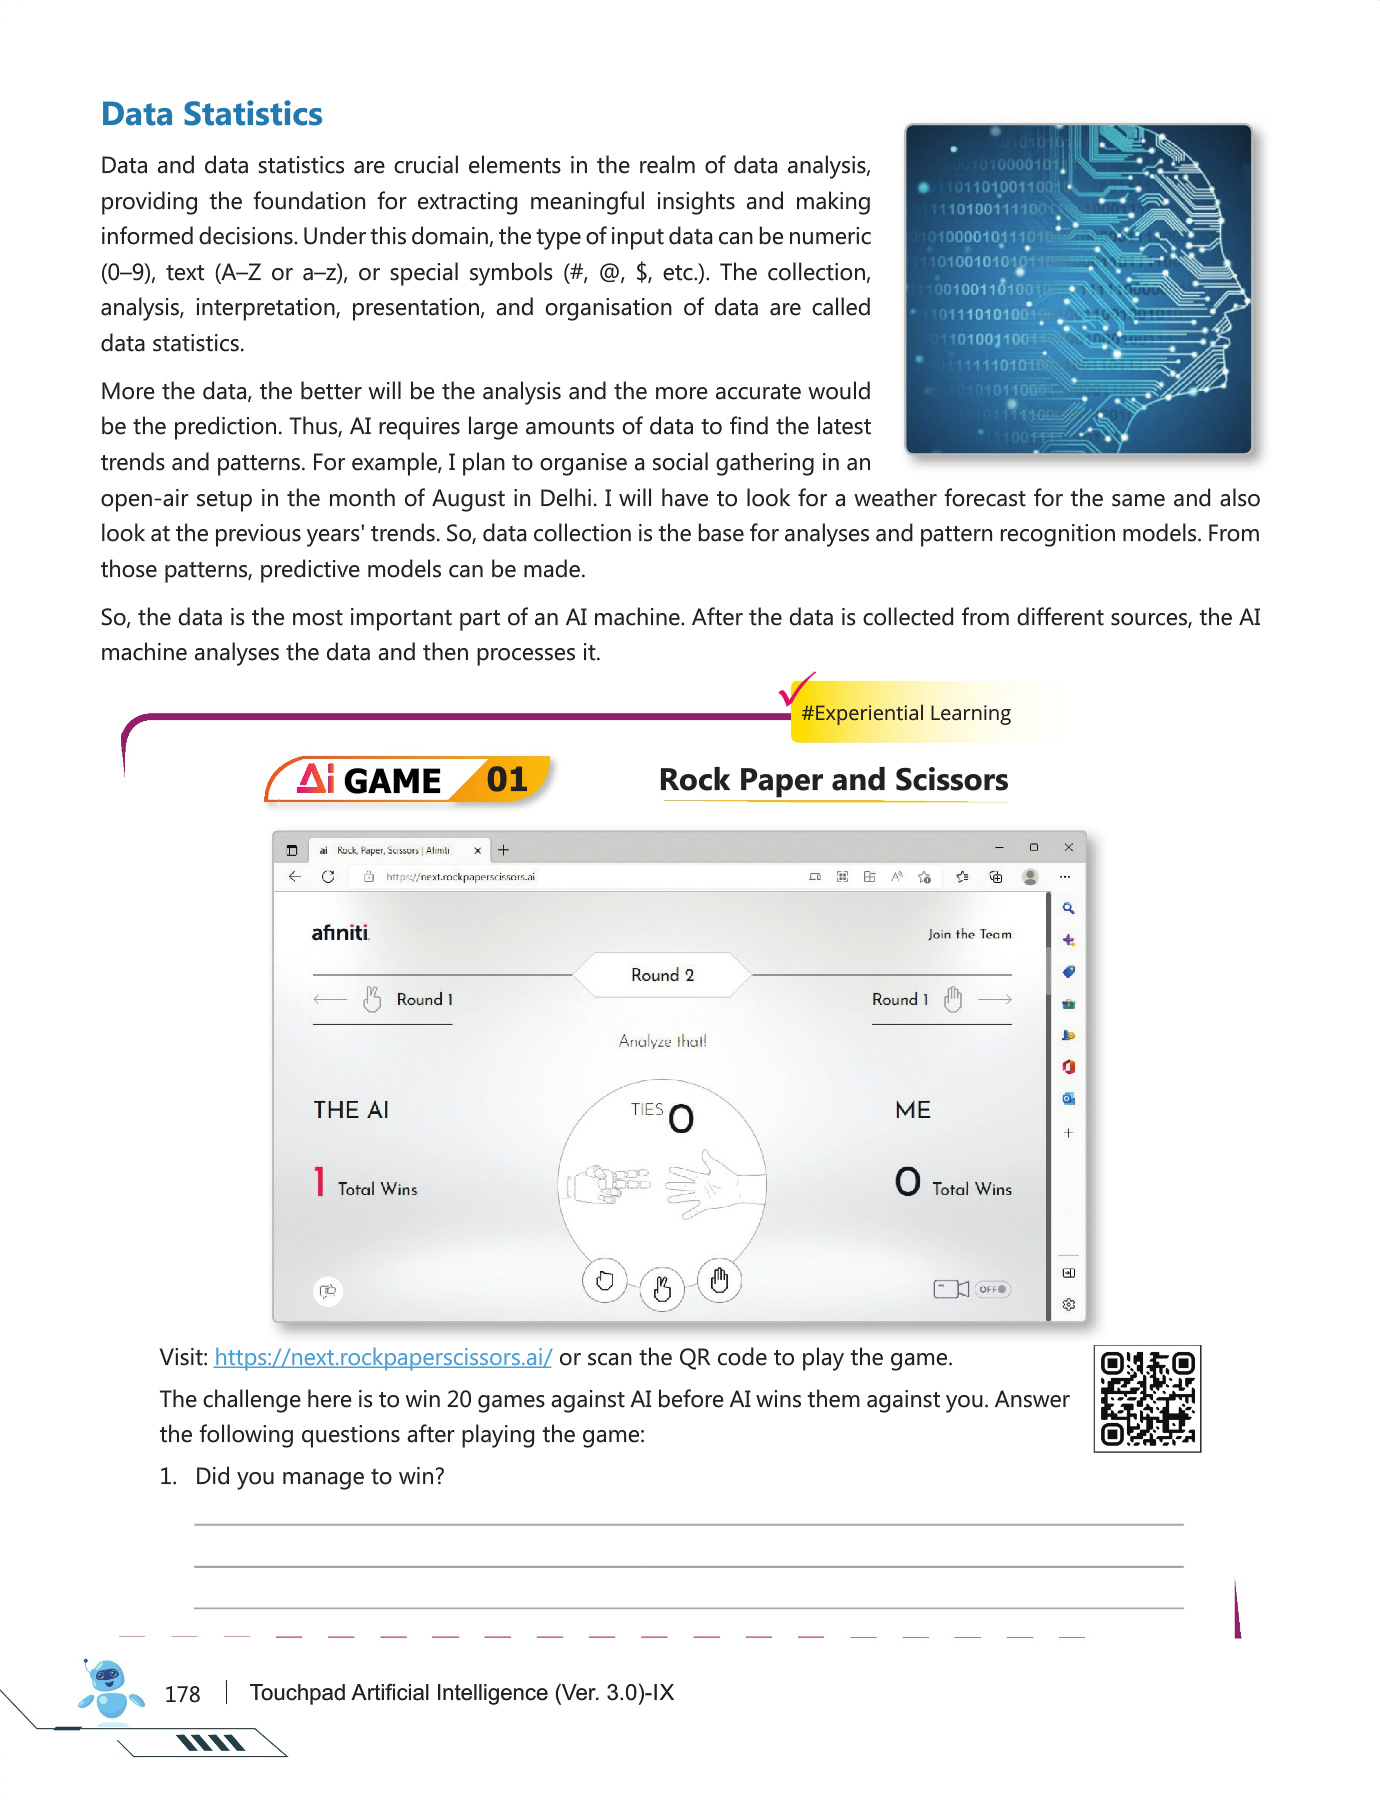 Data Statistics
Data and data statistics are crucial elements in the realm of data analysis,
providing the foundation for extracting meaningful insights and making
informed decisions. Under this domain, the type of input data can be numeric
(0–9), text (A–Z or a–z), or special symbols (#, @, $, etc.). The collection,
analysis, interpretation, presentation, and organisation of data are called
data statistics.
More the data, the better will be the analysis and the more accurate would
be the prediction. Thus, AI requires large amounts of data to find the latest
trends and patterns. For example, I plan to organise a social gathering in an
open-air setup in the month of August in Delhi. I will have to look for a weather forecast for the same and also
look at the previous years' trends. So, data collection is the base for analyses and pattern recognition models. From
those patterns, predictive models can be made.
So, the data is the most important part of an AI machine. After the data is collected from different sources, the AI
machine analyses the data and then processes it.
#Experiential Learning
Ai GAME 01
Rock Paper and Scissors
ai Rock, Paper, Scissors | Afiniti
https://next.rockpaperscissors.ai
afiniti
Join the Team
Round 2
Round 1
Round 1
Analyze that!
THE AI
TIES 0
ME
1 Total Wins
0 Total Wins
OFF
Visit: https://next.rockpaperscissors.ai/ or scan the QR code to play the game.
The challenge here is to win 20 games against AI before AI wins them against you. Answer
the following questions after playing the game:
1. Did you manage to win?
178
Touchpad Artificial Intelligence (Ver. 3.0)-IX